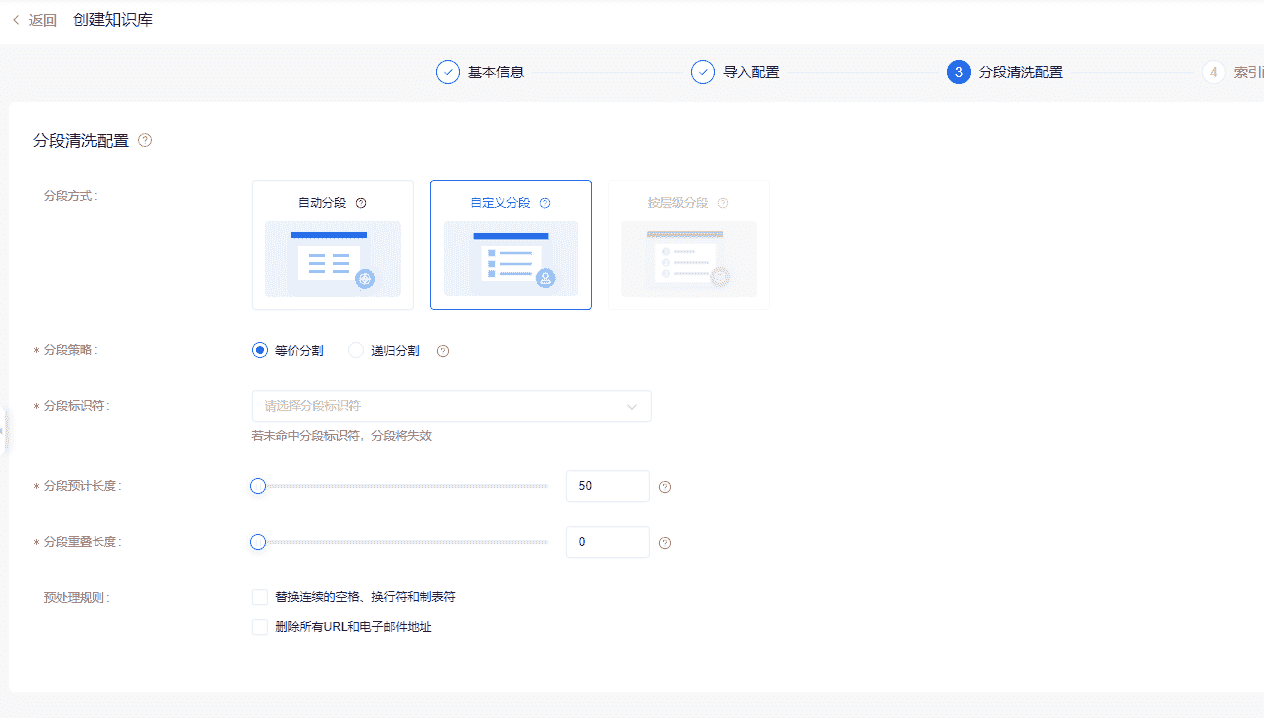 返回 创建知识库
基本信息 导入配置 3 分段清洗配置 4 索引
分段清洗配置
分段方式：
自动分段 自定义分段 按层级分段
* 分段策略： 等价分割 递归分割
* 分段标识符： 请选择分段标识符
若未命中分段标识符，分段将失效
* 分段预计长度： 50
* 分段重叠长度： 0
预处理规则： 替换连续的空格、换行符和制表符
删除所有URL和电子邮件地址